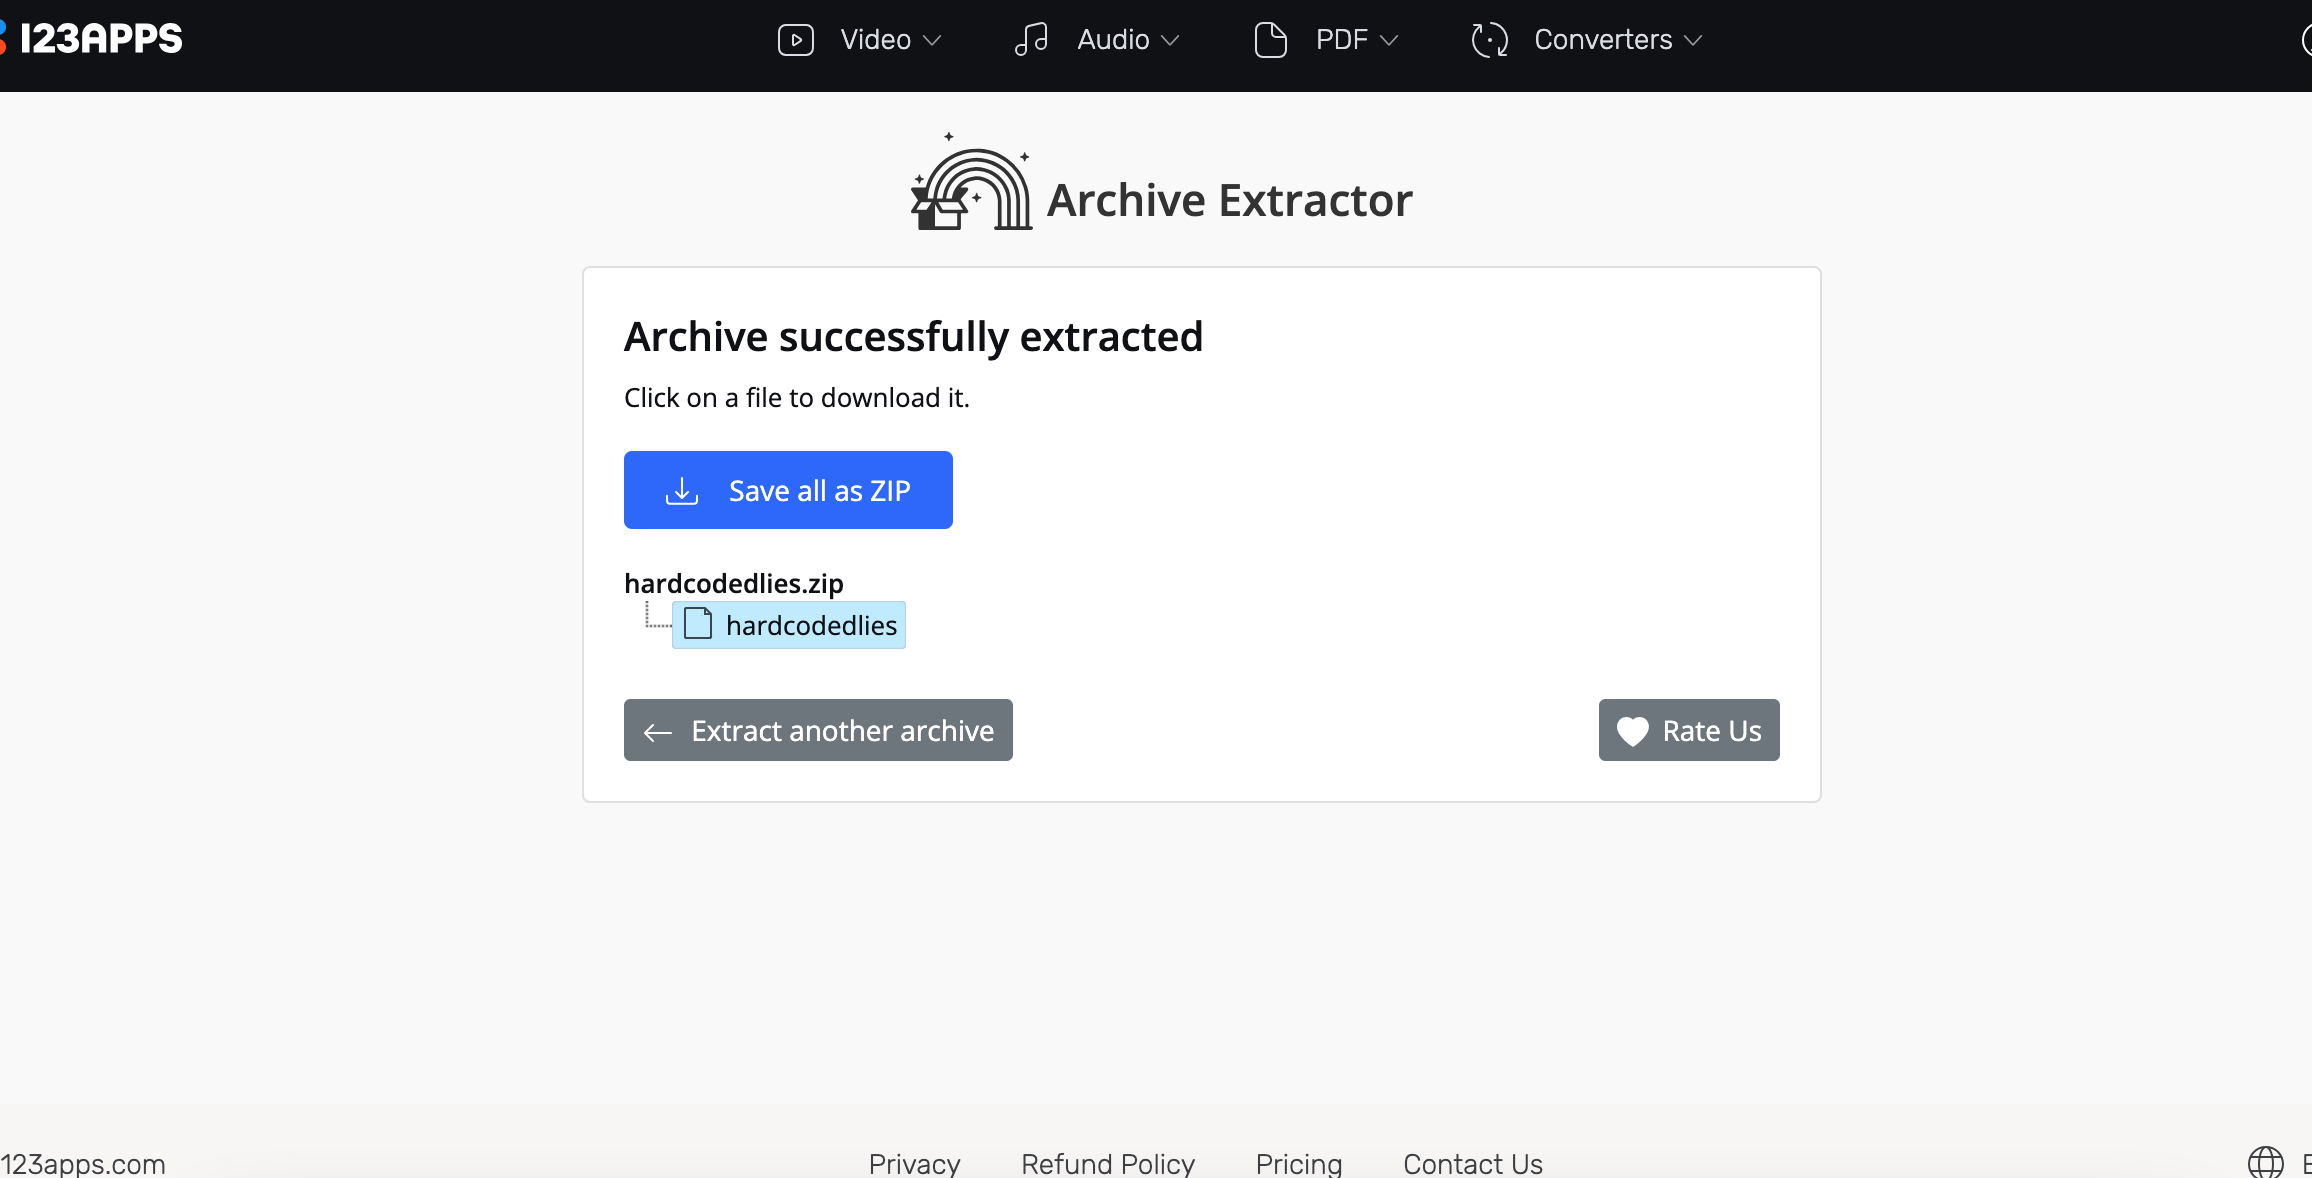 123APPS
Video
Audio
PDF
Converters
Archive Extractor
Archive successfully extracted
Click on a file to download it.
Save all as ZIP
hardcodedlies.zip
hardcodedlies
Extract another archive
Rate Us
123apps.com
Privacy
Refund Policy
Pricing
Contact Us